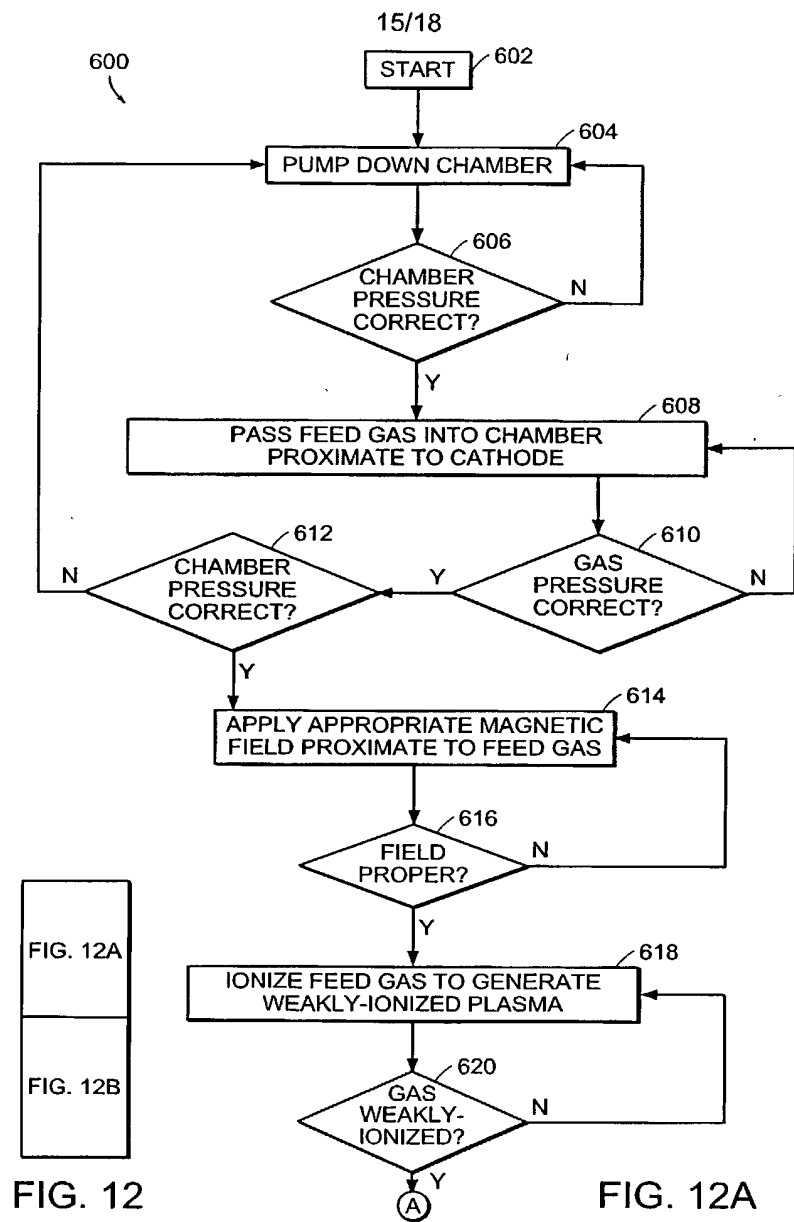 15/18
600
START
602
PUMP DOWN CHAMBER
604
606
CHAMBER
PRESSURE
CORRECT?
N
Y
608
PASS FEED GAS INTO CHAMBER
PROXIMATE TO CATHODE
612
CHAMBER
PRESSURE
CORRECT?
N
Y
610
GAS
PRESSURE
CORRECT?
N
Y
614
APPLY APPROPRIATE MAGNETIC
FIELD PROXIMATE TO FEED GAS
616
FIELD
PROPER?
N
Y
618
IONIZE FEED GAS TO GENERATE
WEAKLY-IONIZED PLASMA
620
GAS
WEAKLY-
IONIZED?
N
Y
A
FIG. 12A
FIG. 12B
FIG. 12
FIG. 12A